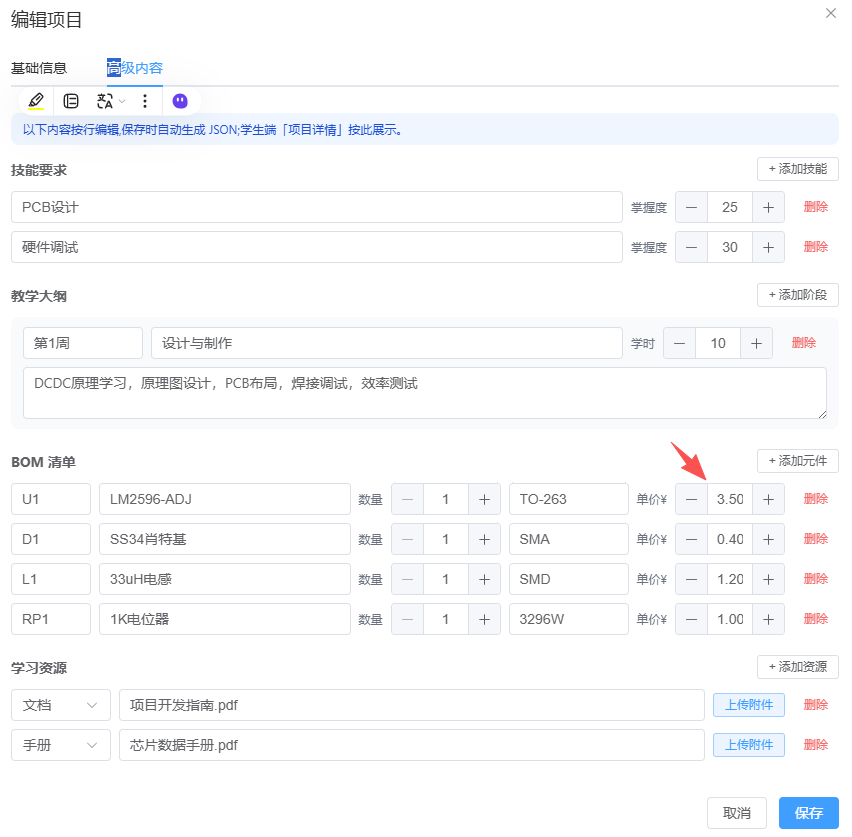 编辑项目
基础信息 高级内容
以下内容按行编辑,保存时自动生成 JSON;学生端「项目详情」按此展示。
技能要求 + 添加技能
PCB设计 掌握度 — 25 + 删除
硬件调试 掌握度 — 30 + 删除
教学大纲 + 添加阶段
第1周 设计与制作 学时 — 10 + 删除
DCDC原理学习，原理图设计，PCB布局，焊接调试，效率测试
BOM 清单 + 添加元件
U1 LM2596-ADJ 数量 — 1 + TO-263 单价¥ — 3.50 + 删除
D1 SS34肖特基 数量 — 1 + SMA 单价¥ — 0.40 + 删除
L1 33uH电感 数量 — 1 + SMD 单价¥ — 1.20 + 删除
RP1 1K电位器 数量 — 1 + 3296W 单价¥ — 1.00 + 删除
学习资源 + 添加资源
文档 项目开发指南.pdf 上传附件 删除
手册 芯片数据手册.pdf 上传附件 删除
取消 保存